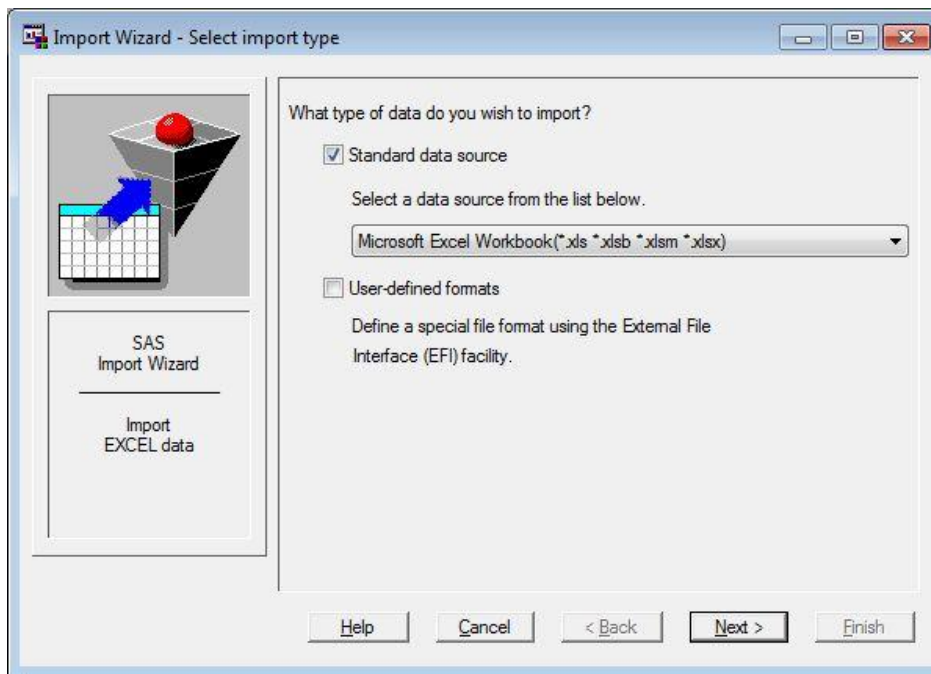 Import Wizard - Select import type
What type of data do you wish to import?
Standard data source
Select a data source from the list below.
Microsoft Excel Workbook(*.xls *.xlsb *.xlsm *.xlsx)
User-defined formats
Define a special file format using the External File
Interface (EFI) facility.
SAS
Import Wizard
Import
EXCEL data
Help
Cancel
< Back
Next >
Finish